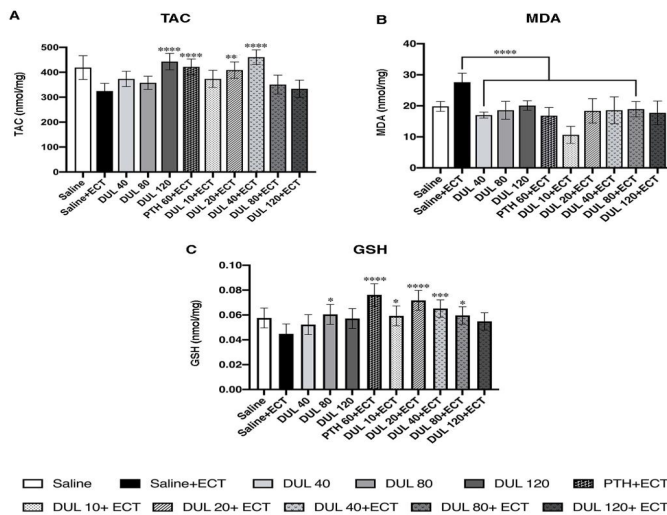 A
TAC
TAC (nmol/mg)
500
400
300
200
100
0
****
****
**
****
Saline
Saline+ECT
DUL 40
DUL 80
DUL 120
PTH 60+ECT
DUL 10+ECT
DUL 20+ECT
DUL 40+ECT
DUL 80+ECT
DUL 120+ECT
B
MDA
MDA (nmol/mg)
40
30
20
10
0
****
Saline
Saline+ECT
DUL 40
DUL 80
DUL 120
PTH 60+ECT
DUL 10+ECT
DUL 20+ECT
DUL 40+ECT
DUL 80+ECT
DUL 120+ECT
C
GSH
GSH (nmol/mg)
0.10
0.08
0.06
0.04
0.02
0.00
*
****
*
****
***
*
Saline
Saline+ECT
DUL 40
DUL 80
DUL 120
PTH 60+ECT
DUL 10+ECT
DUL 20+ECT
DUL 40+ECT
DUL 80+ECT
DUL 120+ECT
Saline Saline+ECT DUL 40 DUL 80 DUL 120 PTH+ECT
DUL 10+ ECT DUL 20+ ECT DUL 40+ECT DUL 80+ ECT DUL 120+ ECT